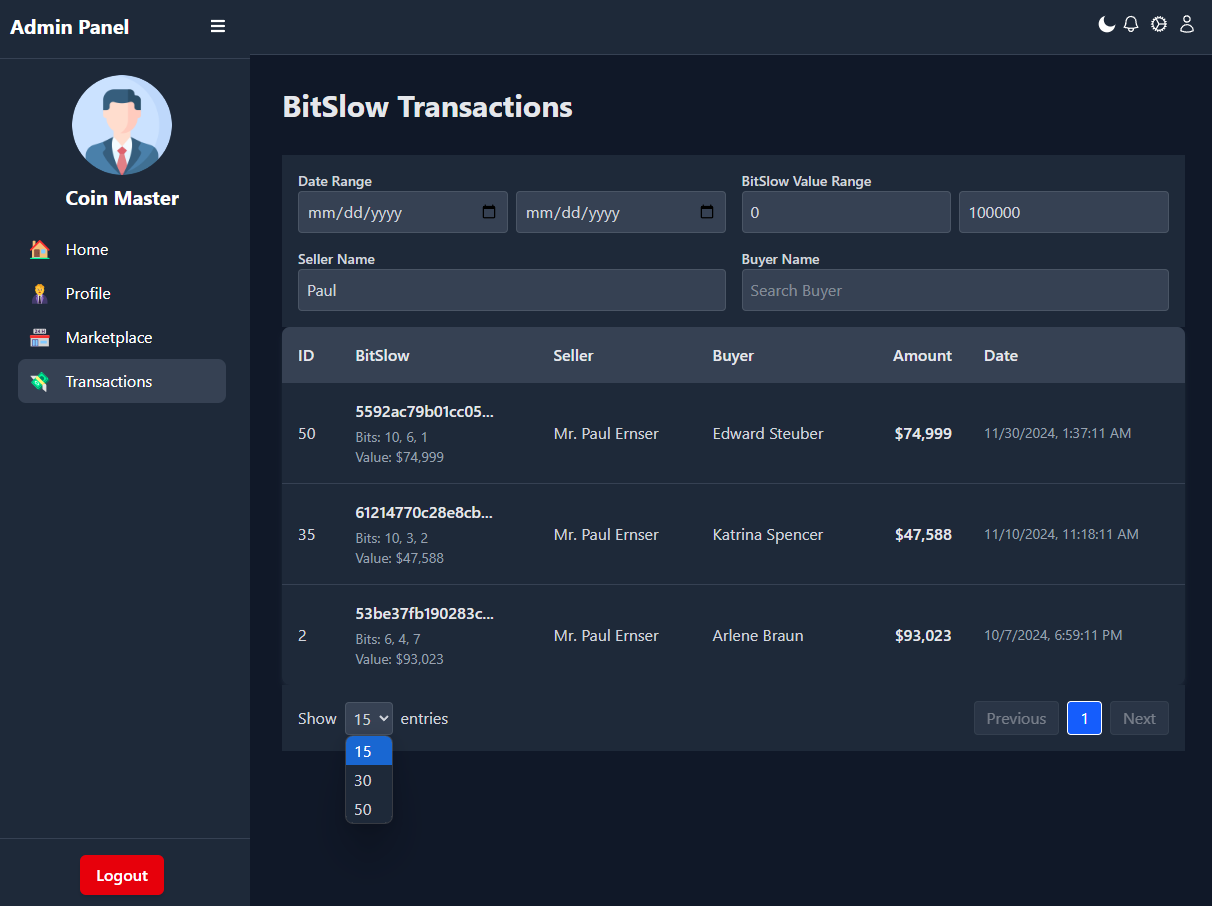 Admin Panel
Coin Master
Home
Profile
Marketplace
Transactions
Logout
BitSlow Transactions
Date Range
mm/dd/yyyy mm/dd/yyyy
BitSlow Value Range
0 100000
Seller Name
Paul
Buyer Name
Search Buyer
ID BitSlow Seller Buyer Amount Date
5592ac79b01cc05...
50 Mr. Paul Ernser Edward Steuber $74,999 11/30/2024, 1:37:11 AM
Bits: 10, 6, 1
Value: $74,999
61214770c28e8cb...
35 Mr. Paul Ernser Katrina Spencer $47,588 11/10/2024, 11:18:11 AM
Bits: 10, 3, 2
Value: $47,588
53be37fb190283c...
2 Mr. Paul Ernser Arlene Braun $93,023 10/7/2024, 6:59:11 PM
Bits: 6, 4, 7
Value: $93,023
Show 15 entries
Previous 1 Next
15
30
50